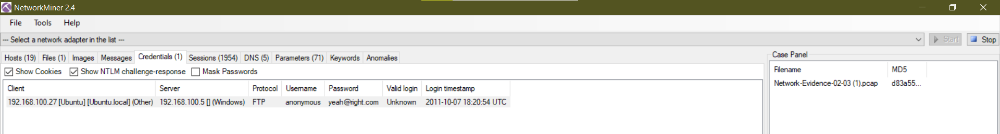 NetworkMiner 2.4
File Tools Help
--- Select a network adapter in the list ---
Start Stop
Hosts (19) Files (1) Images Messages Credentials (1) Sessions (1954) DNS (5) Parameters (71) Keywords Anomalies
Show Cookies Show NTLM challenge-response Mask Passwords
Client Server Protocol Username Password Valid login Login timestamp
192.168.100.27 [Ubuntu] [Ubuntu.local] (Other) 192.168.100.5 [] (Windows) FTP anonymous yeah@right.com Unknown 2011-10-07 18:20:54 UTC
Case Panel
Filename MD5
Network-Evidence-02-03 (1).pcap d83a55...